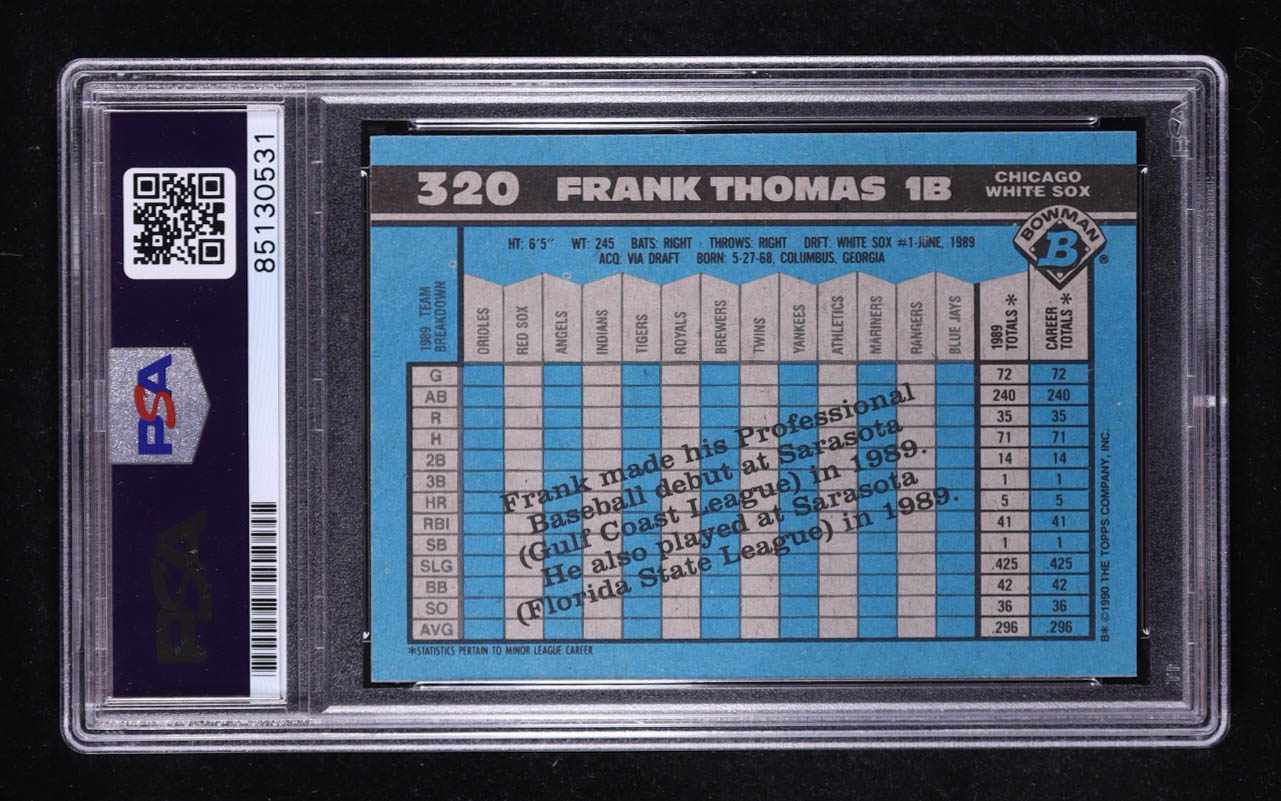 85130531
PSA
PSA
320 FRANK THOMAS 1B
CHICAGO
WHITE SOX
BOWMAN
B
®
HT: 6'5" WT: 245 BATS: RIGHT THROWS: RIGHT DRFT: WHITE SOX #1-JUNE, 1989
ACQ: VIA DRAFT BORN: 5-27-68, COLUMBUS, GEORGIA
1989 TEAM
BREAKDOWN
ORIOLES
RED SOX
ANGELS
INDIANS
TIGERS
ROYALS
BREWERS
TWINS
YANKEES
ATHLETICS
MARINERS
RANGERS
BLUE JAYS
1989
TOTALS *
CAREER
TOTALS *
G 72 72
AB 240 240
R 35 35
H 71 71
2B 14 14
3B 1 1
HR 5 5
RBI 41 41
SB 1 1
SLG .425 .425
BB 42 42
SO 36 36
AVG .296 .296
Frank made his Professional
Baseball debut at Sarasota
(Gulf Coast League) in 1989.
He also played at Sarasota
(Florida State League) in 1989.
*STATISTICS PERTAIN TO MINOR LEAGUE CAREER
B* ©1990 THE TOPPS COMPANY, INC.
PSA